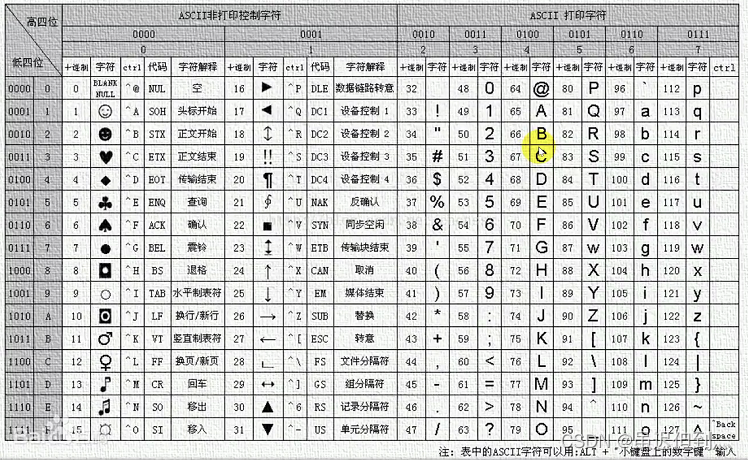 高四位 ASCII非打印控制字符 ASCII 打印字符
0000 0001 0010 0011 0100 0101 0110 0111
0 1 2 3 4 5 6 7
低四位 十进制 字符 ctrl 代码 字符解释 十进制 字符 ctrl 代码 字符解释 十进制 字符 十进制 字符 十进制 字符 十进制 字符 十进制 字符 十进制 字符 ctrl
0000 0 0 BLANK NULL ^@ NUL 空 16 ► ^P DLE 数据链路转意 32 48 0 64 @ 80 P 96 ` 112 p
0001 1 1 ☺ ^A SOH 头标开始 17 ◄ ^Q DC1 设备控制 1 33 ! 49 1 65 A 81 Q 97 a 113 q
0010 2 2 ☻ ^B STX 正文开始 18 ↕ ^R DC2 设备控制 2 34 " 50 2 66 B 82 R 98 b 114 r
0011 3 3 ♥ ^C ETX 正文结束 19 ‼ ^S DC3 设备控制 3 35 # 51 3 67 C 83 S 99 c 115 s
0100 4 4 ♦ ^D EOT 传输结束 20 ¶ ^T DC4 设备控制 4 36 $ 52 4 68 D 84 T 100 d 116 t
0101 5 5 ♣ ^E ENQ 查询 21 ∮ ^U NAK 反确认 37 % 53 5 69 E 85 U 101 e 117 u
0110 6 6 ♠ ^F ACK 确认 22 ■ ^V SYN 同步空闲 38 & 54 6 70 F 86 V 102 f 118 v
0111 7 7 ● ^G BEL 震铃 23 ↨ ^W ETB 传输块结束 39 ' 55 7 71 G 87 w 103 g 119 w
1000 8 8 ◘ ^H BS 退格 24 ↑ ^X CAN 取消 40 ( 56 8 72 H 88 X 104 h 120 x
1001 9 9 ○ ^I TAB 水平制表符 25 ↓ ^Y EM 媒体结束 41 ) 57 9 73 I 89 Y 105 i 121 y
1010 A 10 ◙ ^J LF 换行/新行 26 → ^Z SUB 替换 42 * 58 : 74 J 90 Z 106 j 122 z
1011 B 11 ♂ ^K VT 竖直制表符 27 ← ^[ ESC 转意 43 + 59 ; 75 K 91 [ 107 k 123 {
1100 C 12 ♀ ^L FF 换页/新页 28 ∟ ^\ FS 文件分隔符 44 , 60 < 76 L 92 \ 108 l 124 |
1101 D 13 ♪ ^M CR 回车 29 ↔ ^] GS 组分隔符 45 - 61 = 77 M 93 ] 109 m 125 }
1110 E 14 ♫ ^N SO 移出 30 ▲ ^6 RS 记录分隔符 46 . 62 > 78 N 94 ^ 110 n 126 ~
1111 15 ☼ ^O SI 移入 31 ▼ ^- US 单元分隔符 47 / 63 ? 79 O 95 _ 111 o 127 ^Back space
注：表中的ASCII字符可以用:ALT + "小键盘上的数字键" 输入